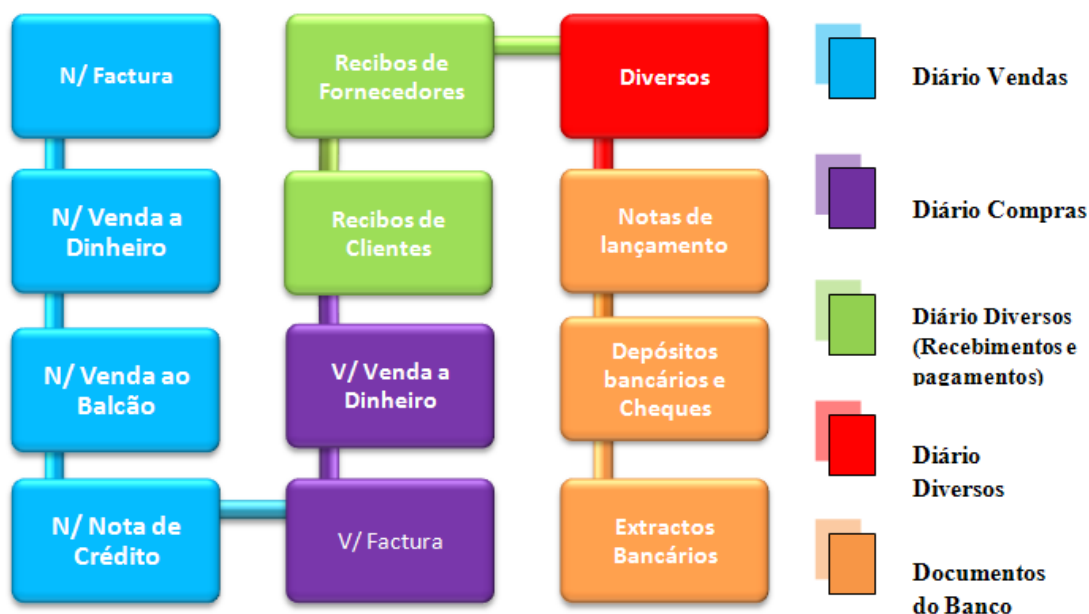 N/ Factura
N/ Venda a
Dinheiro
N/ Venda ao
Balcão
N/ Nota de
Crédito
V/ Factura
V/ Venda a
Dinheiro
Recibos de
Clientes
Recibos de
Fornecedores
Diversos
Notas de
lançamento
Depósitos
bancários e
Cheques
Extractos
Bancários
Diário Vendas
Diário Compras
Diário Diversos
(Recebimentos e
pagamentos)
Diário
Diversos
Documentos
do Banco